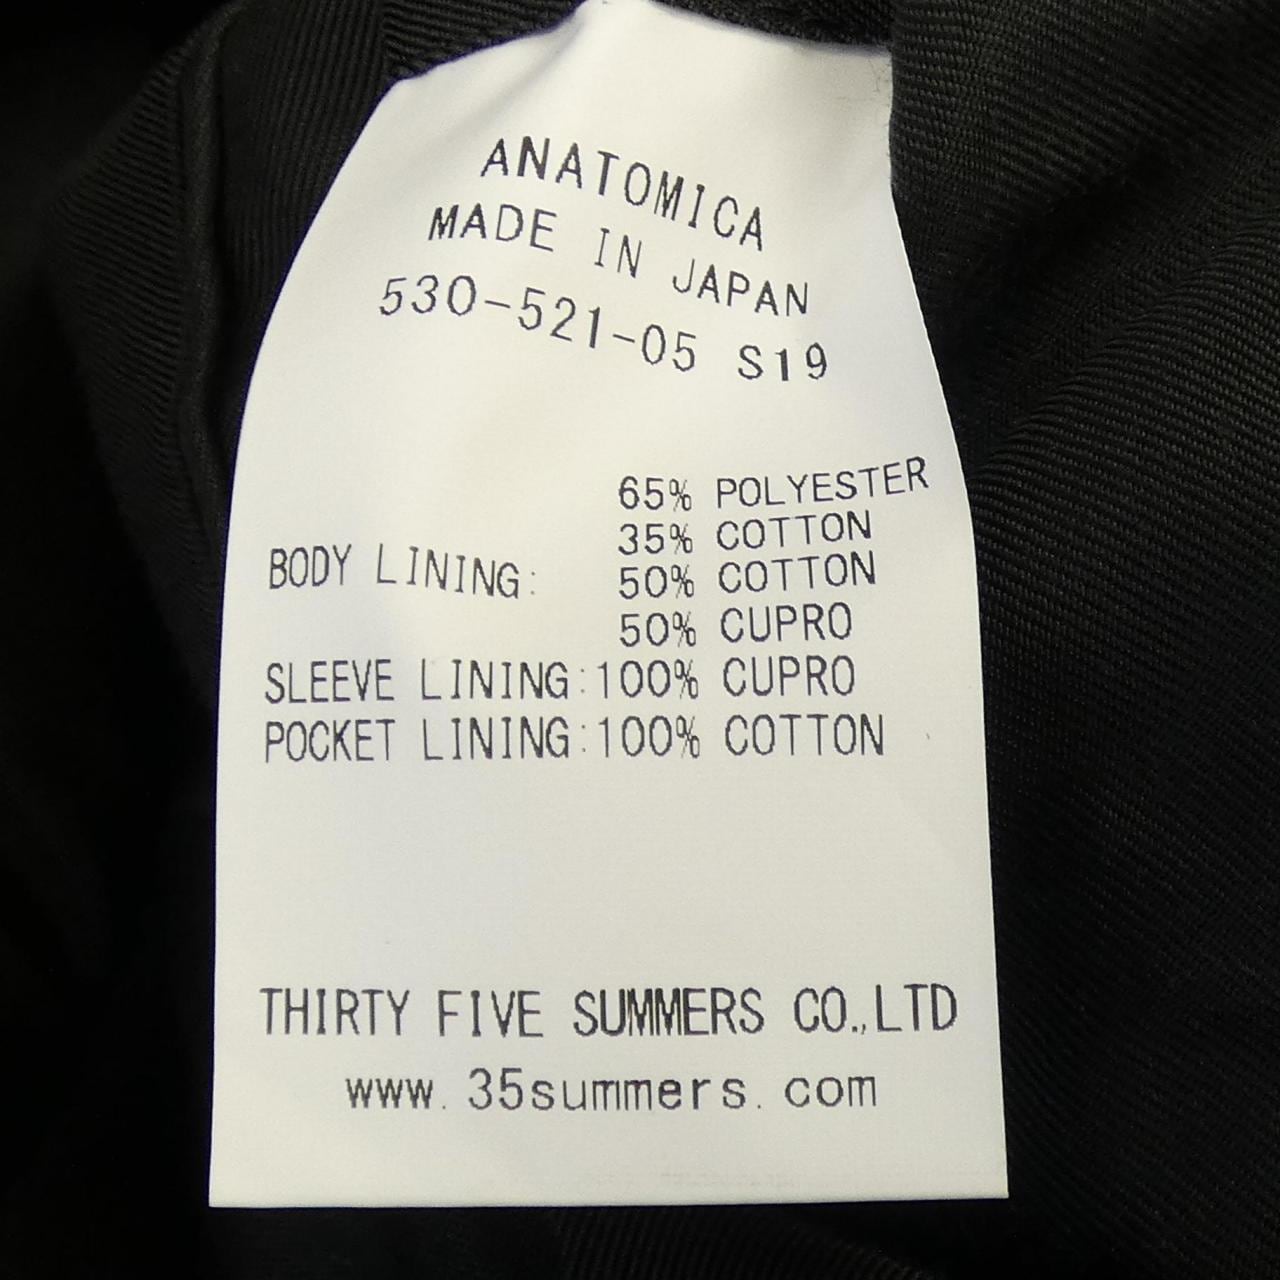 ANATOMICA
MADE IN JAPAN
530-521-05 S19
65% POLYESTER
35% COTTON
BODY LINING: 50% COTTON
50% CUPRO
SLEEVE LINING:100% CUPRO
POCKET LINING:100% COTTON
THIRTY FIVE SUMMERS CO.,LTD
www.35summers.com